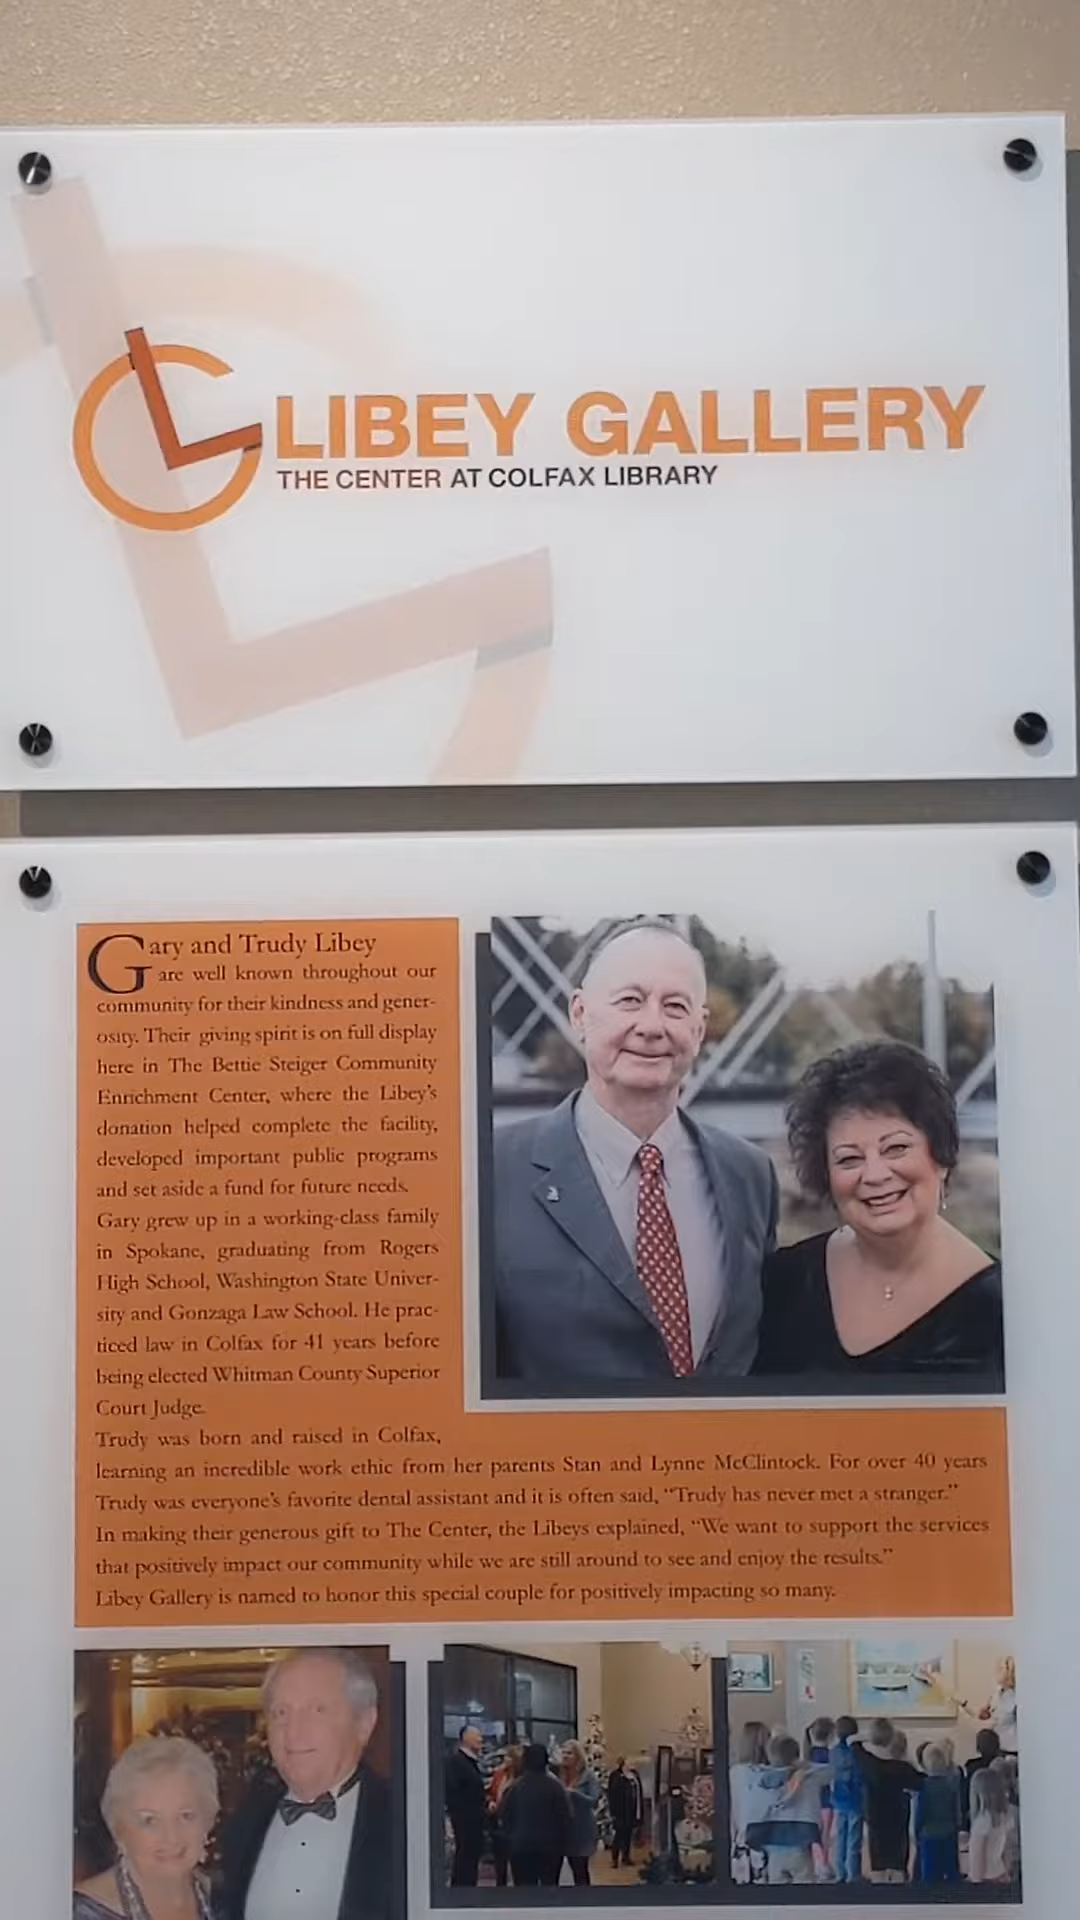 LIBEY GALLERY
THE CENTER AT COLFAX LIBRARY
Gary and Trudy Libey
are well known throughout our
community for their kindness and gener-
osity. Their giving spirit is on full display
here in The Bettie Steiger Community
Enrichment Center, where the Libey's
donation helped complete the facility,
developed important public programs
and set aside a fund for future needs.
Gary grew up in a working-class family
in Spokane, graduating from Rogers
High School, Washington State Univer-
sity and Gonzaga Law School. He prac-
ticed law in Colfax for 41 years before
being elected Whitman County Superior
Court Judge.
Trudy was born and raised in Colfax,
learning an incredible work ethic from her parents Stan and Lynne McClintock. For over 40 years
Trudy was everyone's favorite dental assistant and it is often said, "Trudy has never met a stranger."
In making their generous gift to The Center, the Libeys explained, "We want to support the services
that positively impact our community while we are still around to see and enjoy the results."
Libey Gallery is named to honor this special couple for positively impacting so many.